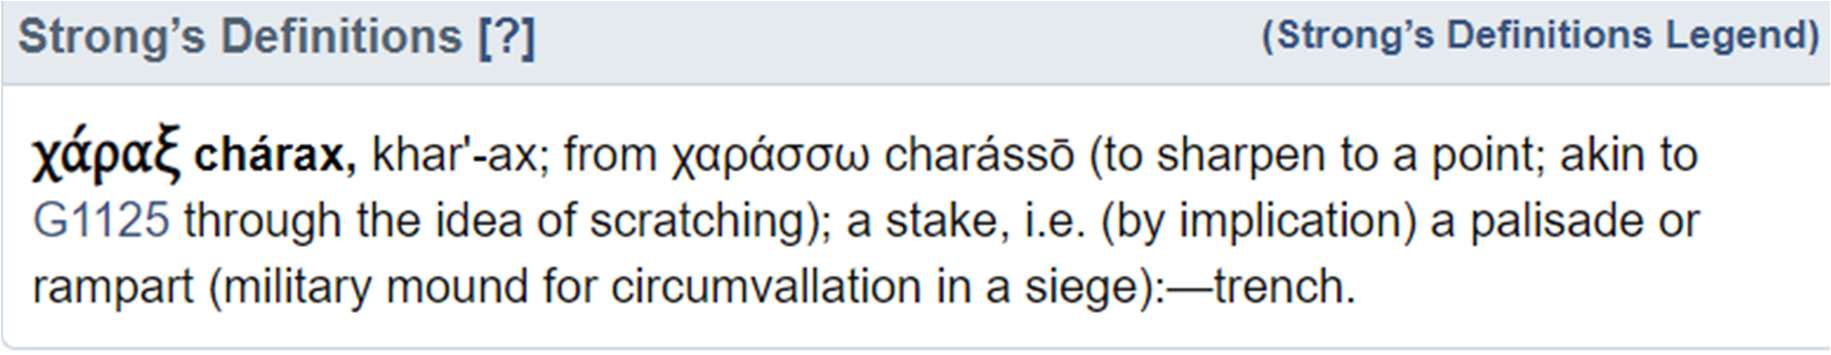 Strong’s Definitions [?] (Strong’s Definitions Legend)
χάραξ chárax, khar'-ax; from χαράσσω charássō (to sharpen to a point; akin to
G1125 through the idea of scratching); a stake, i.e. (by implication) a palisade or
rampart (military mound for circumvallation in a siege):—trench.